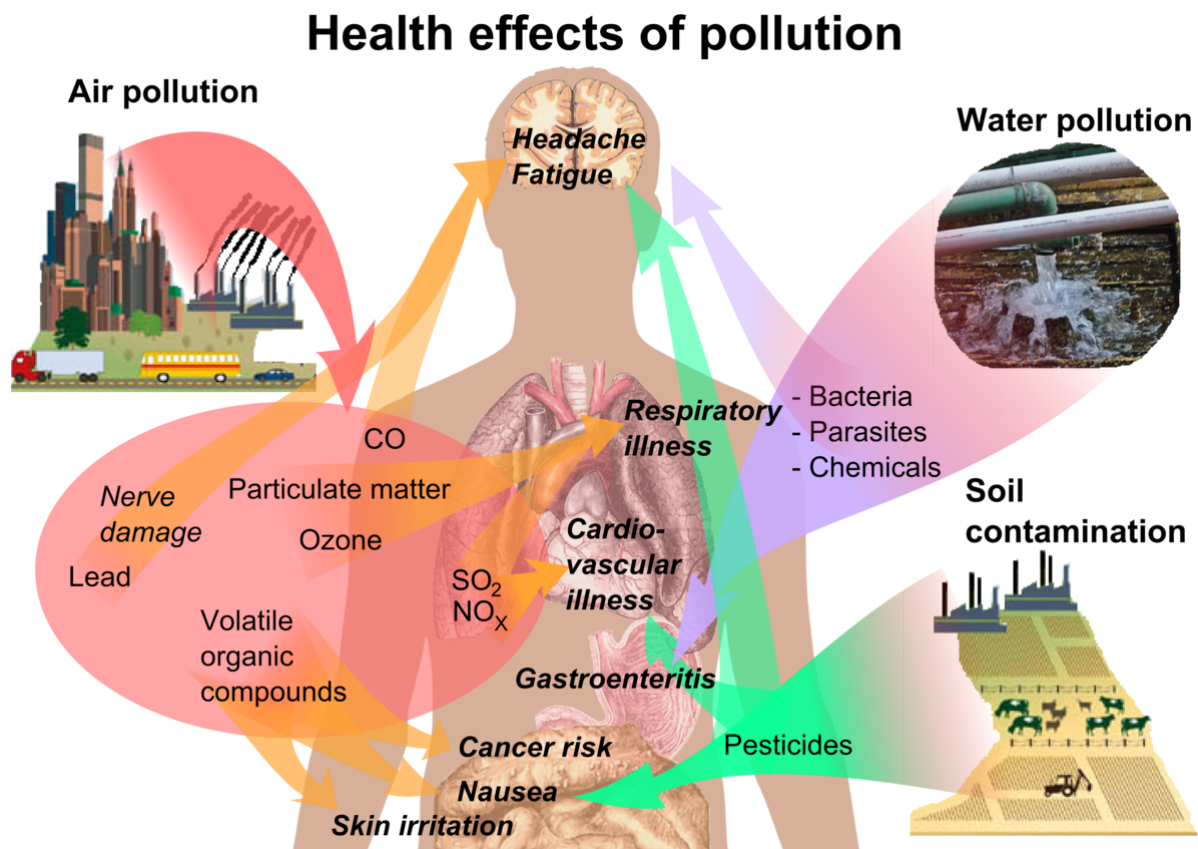 Health effects of pollution
Air pollution
Water pollution
Headache
Fatigue
Respiratory
illness
- Bacteria
- Parasites
- Chemicals
CO
Particulate matter
Ozone
Nerve
damage
Lead
SO₂
NOₓ
Cardio-
vascular
illness
Soil
contamination
Volatile
organic
compounds
Gastroenteritis
Pesticides
Cancer risk
Nausea
Skin irritation